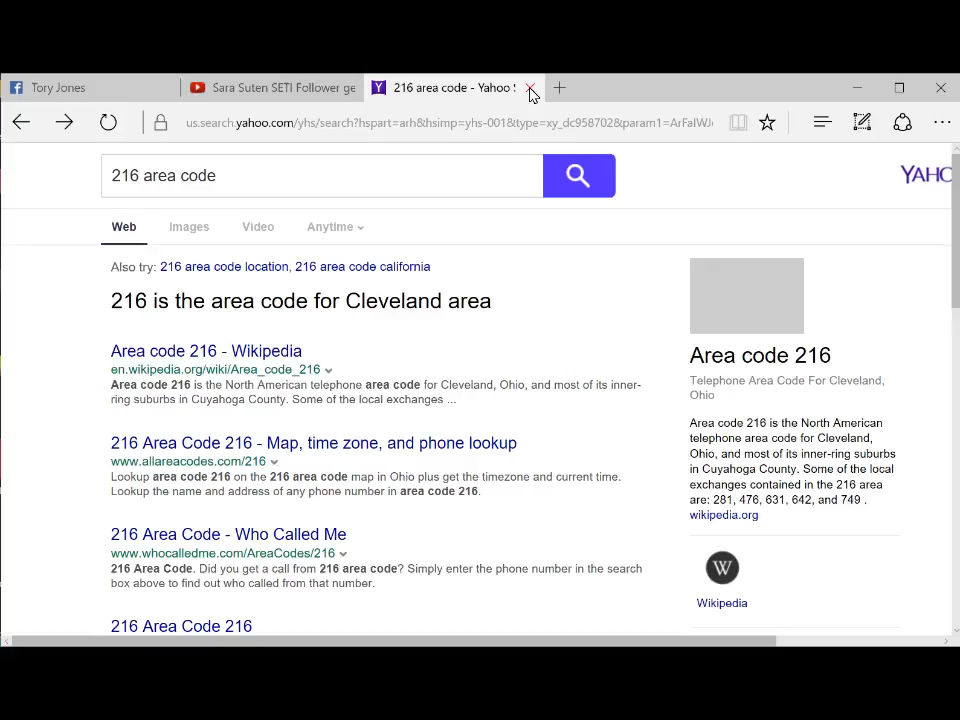 Tory Jones
Sara Suten SETI Follower ge
216 area code - Yahoo S
us.search.yahoo.com/yhs/search?hspart=arh&hsimp=yhs-001&type=xy_dc958702&param1=ArFaIWJ
216 area code
YAHO
Web Images Video Anytime
Also try: 216 area code location, 216 area code california
216 is the area code for Cleveland area
Area code 216 - Wikipedia
en.wikipedia.org/wiki/Area_code_216
Area code 216 is the North American telephone area code for Cleveland, Ohio, and most of its inner-
ring suburbs in Cuyahoga County. Some of the local exchanges ...
216 Area Code 216 - Map, time zone, and phone lookup
www.allareacodes.com/216
Lookup area code 216 on the 216 area code map in Ohio plus get the timezone and current time.
Lookup the name and address of any phone number in area code 216.
216 Area Code - Who Called Me
www.whocalledme.com/AreaCodes/216
216 Area Code. Did you get a call from 216 area code? Simply enter the phone number in the search
box above to find out who called from that number.
216 Area Code 216
Area code 216
Telephone Area Code For Cleveland,
Ohio
Area code 216 is the North American
telephone area code for Cleveland,
Ohio, and most of its inner-ring suburbs
in Cuyahoga County. Some of the local
exchanges contained in the 216 area
are: 281, 476, 631, 642, and 749 .
wikipedia.org
W
Wikipedia